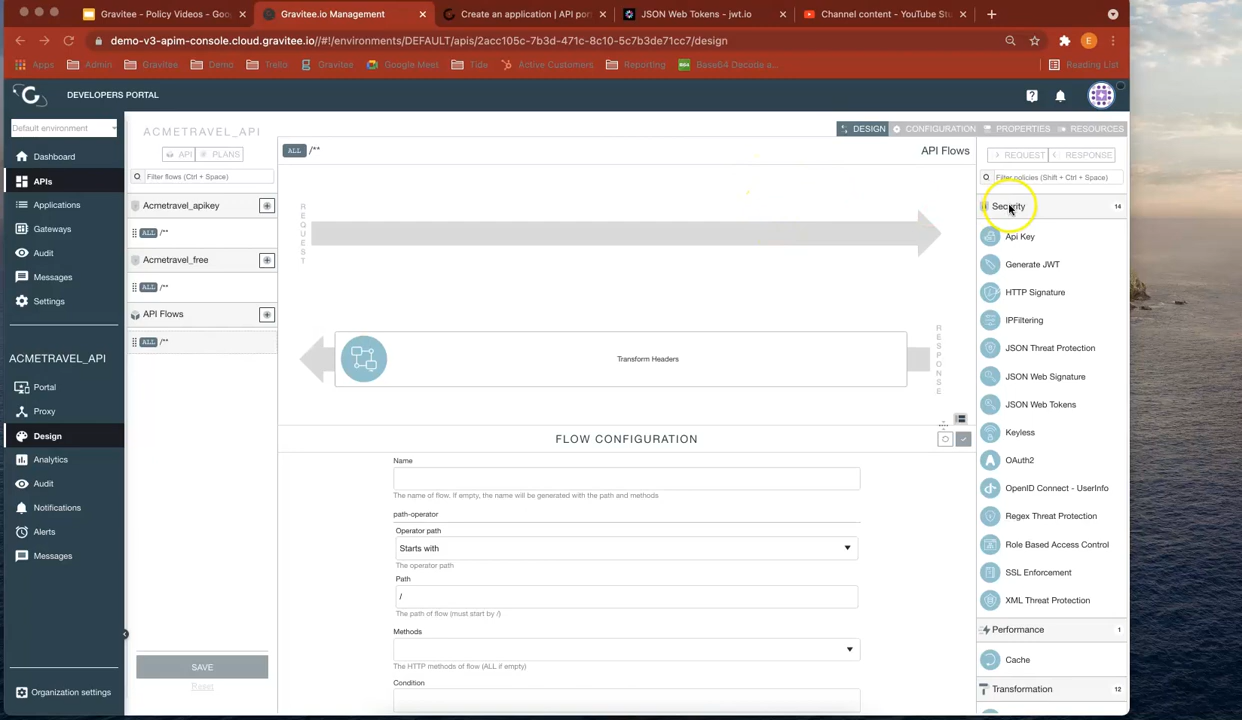 Gravitee - Policy Videos - Goo
Gravitee.io Management
Create an application | API por
JSON Web Tokens - jwt.io
Channel content - YouTube Stu
demo-v3-apim-console.cloud.gravitee.io//#!/environments/DEFAULT/apis/2acc105c-7b3d-471c-8c10-5c7b3de71cc7/design
Apps
Admin
Gravitee
Demo
Trello
Gravitee
Google Meet
Tide
Active Customers
Reporting
Base64 Decode a...
Reading List
DEVELOPERS PORTAL
Default environment
Dashboard
APIs
Applications
Gateways
Audit
Messages
Settings
ACMETRAVEL_API
Portal
Proxy
Design
Analytics
Audit
Notifications
Alerts
Messages
Organization settings
ACMETRAVEL_API
API
PLANS
Filter flows (Ctrl + Space)
Acmetravel_apikey
ALL /**
Acmetravel_free
ALL /**
API Flows
ALL /**
SAVE
Reset
DESIGN
CONFIGURATION
PROPERTIES
RESOURCES
ALL /**
API Flows
REQUEST
Transform Headers
RESPONSE
FLOW CONFIGURATION
Name
The name of flow. If empty, the name will be generated with the path and methods
path-operator
Operator path
Starts with
The operator path
Path
/
The path of flow (must start by /)
Methods
The HTTP methods of flow (ALL if empty)
Condition
REQUEST
RESPONSE
Filter policies (Shift + Ctrl + Space)
Security 14
Api Key
Generate JWT
HTTP Signature
IPFiltering
JSON Threat Protection
JSON Web Signature
JSON Web Tokens
Keyless
OAuth2
OpenID Connect - UserInfo
Regex Threat Protection
Role Based Access Control
SSL Enforcement
XML Threat Protection
Performance 1
Cache
Transformation 12